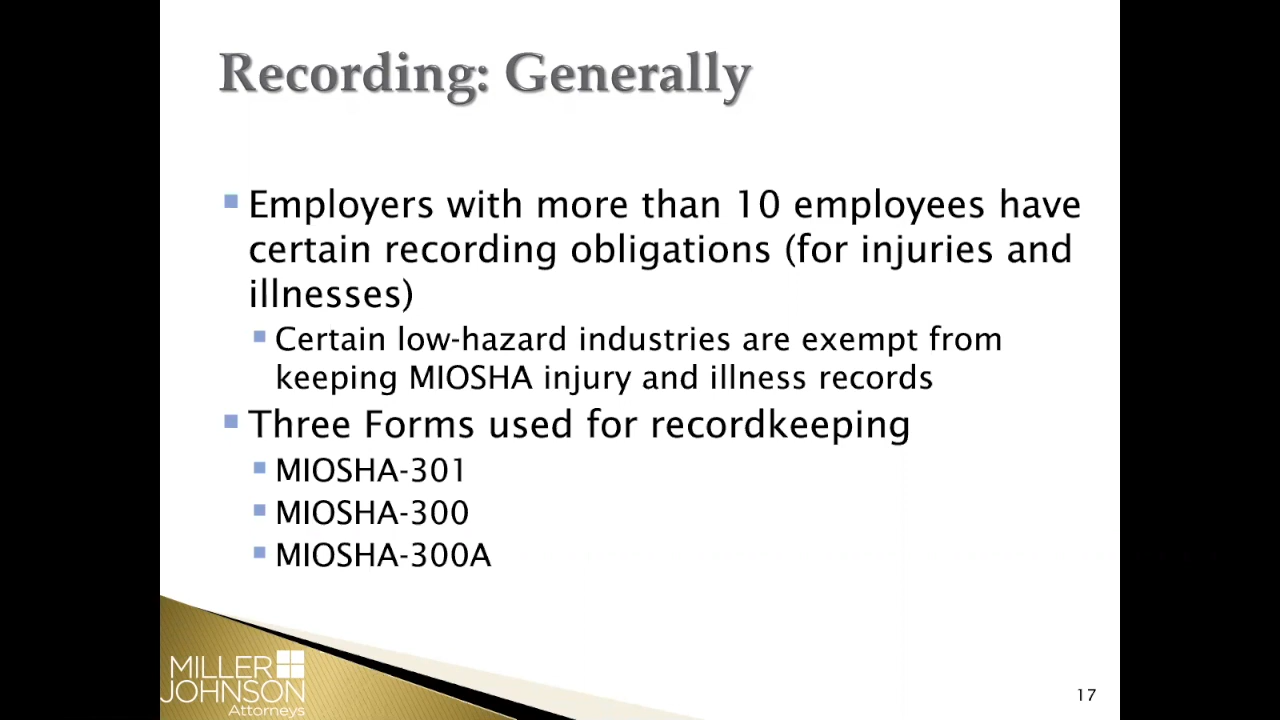 Recording: Generally
Employers with more than 10 employees have
certain recording obligations (for injuries and
illnesses)
Certain low-hazard industries are exempt from
keeping MIOSHA injury and illness records
Three Forms used for recordkeeping
MIOSHA-301
MIOSHA-300
MIOSHA-300A
MILLER
JOHNSON
Attorneys
17